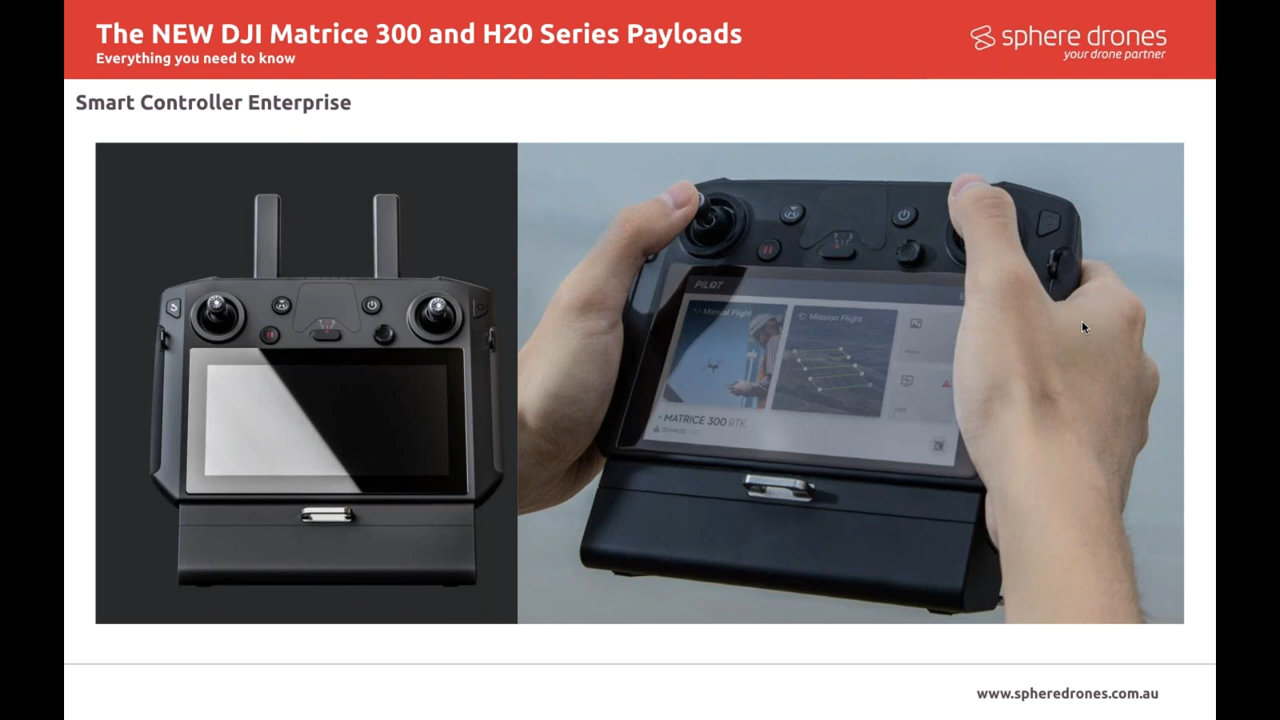 The NEW DJI Matrice 300 and H20 Series Payloads
Everything you need to know
sphere drones
your drone partner
Smart Controller Enterprise
PILOT
Manual Flight
Mission Flight
MATRICE 300 RTK
www.spheredrones.com.au